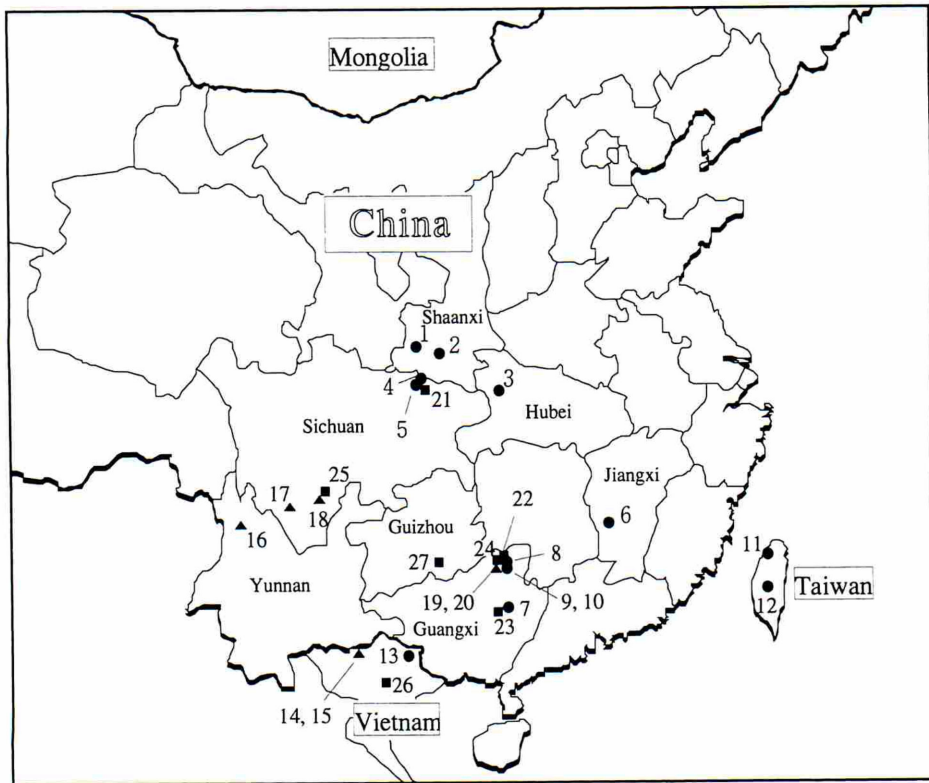 Mongolia
China
Shaanxi
1
2
4
3
21
5
Hubei
Sichuan
Jiangxi
25
22
17
18
6
16
Guizhou
24
8
11
27
Yunnan
19, 20
9, 10
12
Taiwan
7
Guangxi
23
13
26
14, 15
Vietnam